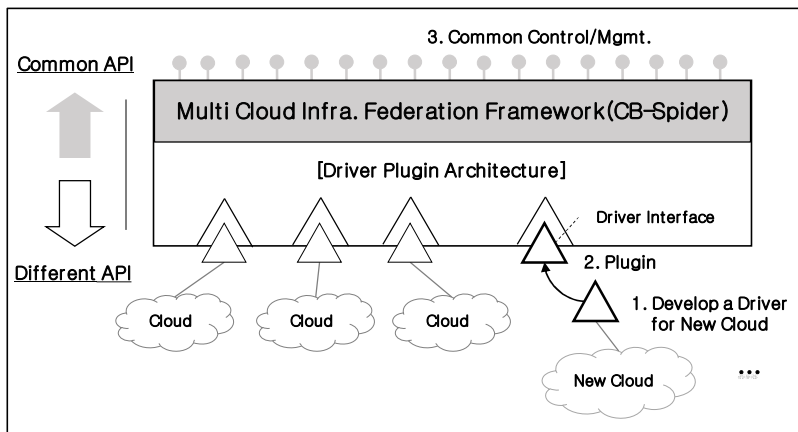 3. Common Control/Mgmt.
Common API
Multi Cloud Infra. Federation Framework(CB-Spider)
[Driver Plugin Architecture]
Driver Interface
Different API
2. Plugin
1. Develop a Driver
for New Cloud
Cloud
Cloud
Cloud
New Cloud
...